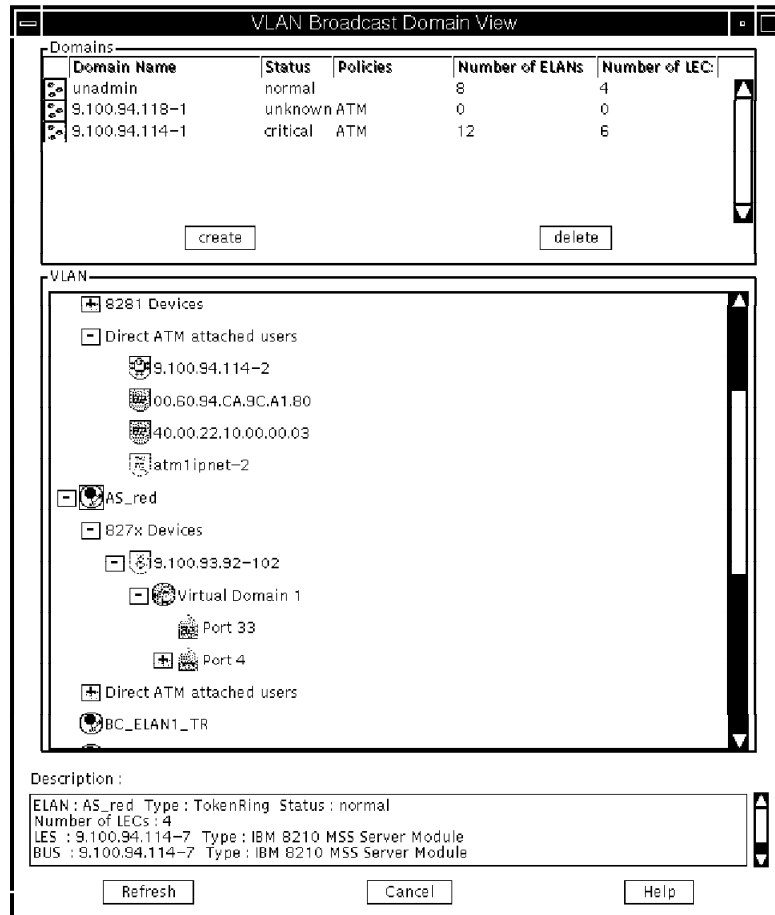 VLAN Broadcast Domain View
Domains
Domain Name Status Policies Number of ELANs Number of LEC:
unadmin normal 8 4
9.100.94.118-1 unknown ATM 0 0
9.100.94.114-1 critical ATM 12 6
create delete
VLAN
8281 Devices
Direct ATM attached users
9.100.94.114-2
00.60.94.CA.9C.A1.80
40.00.22.10.00.00.03
atm1ipnet-2
AS_red
827x Devices
9.100.93.92-102
Virtual Domain 1
Port 33
Port 4
Direct ATM attached users
BC_ELAN1_TR
Description :
ELAN : AS_red Type : TokenRing Status : normal
Number of LECs : 4
LES : 9.100.94.114-7 Type : IBM 8210 MSS Server Module
BUS : 9.100.94.114-7 Type : IBM 8210 MSS Server Module
Refresh Cancel Help